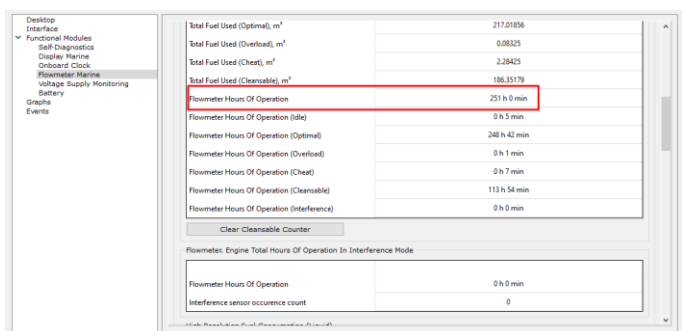 Desktop
Interface
Functional Modules
Self-Diagnostics
Display Marine
Onboard Clock
Flowmeter Marine
Voltage Supply Monitoring
Battery
Graphs
Events
Total Fuel Used (Optimal), m³ 217.01856
Total Fuel Used (Overload), m³ 0.08325
Total Fuel Used (Cheat), m³ 2.28425
Total Fuel Used (Cleansable), m³ 186.35179
Flowmeter Hours Of Operation 251 h 0 min
Flowmeter Hours Of Operation (Idle) 0 h 5 min
Flowmeter Hours Of Operation (Optimal) 248 h 42 min
Flowmeter Hours Of Operation (Overload) 0 h 1 min
Flowmeter Hours Of Operation (Cheat) 0 h 7 min
Flowmeter Hours Of Operation (Cleansable) 113 h 54 min
Flowmeter Hours Of Operation (Interference) 0 h 0 min
Clear Cleansable Counter
Flowmeter. Engine Total Hours Of Operation In Interference Mode
Flowmeter Hours Of Operation 0 h 0 min
Interference sensor occurence count 0
High Resolution Fuel Consumption (Liquid)